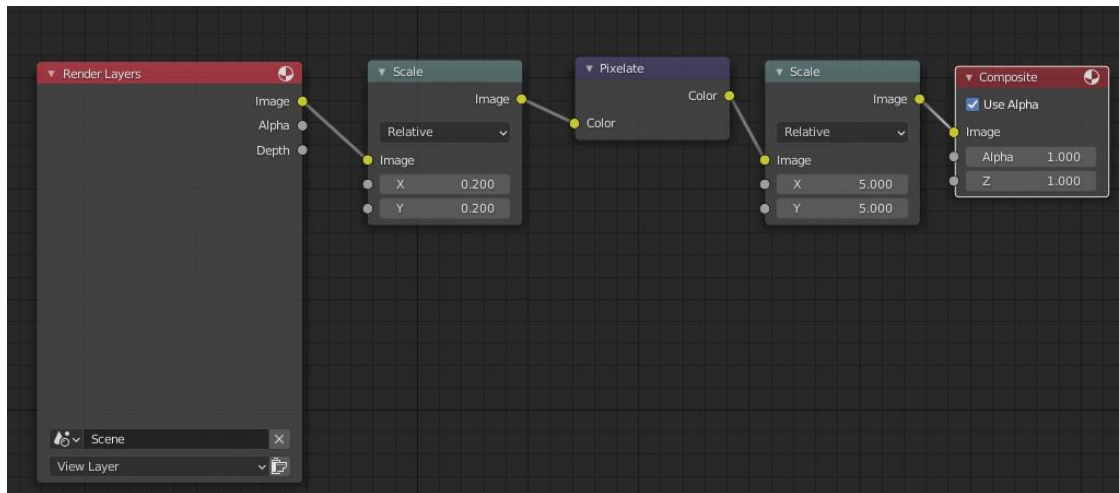 Render Layers
Image
Alpha
Depth
Scene
View Layer
Scale
Image
Relative
Image
X 0.200
Y 0.200
Pixelate
Color
Color
Scale
Image
Relative
Image
X 5.000
Y 5.000
Composite
Use Alpha
Image
Alpha 1.000
Z 1.000